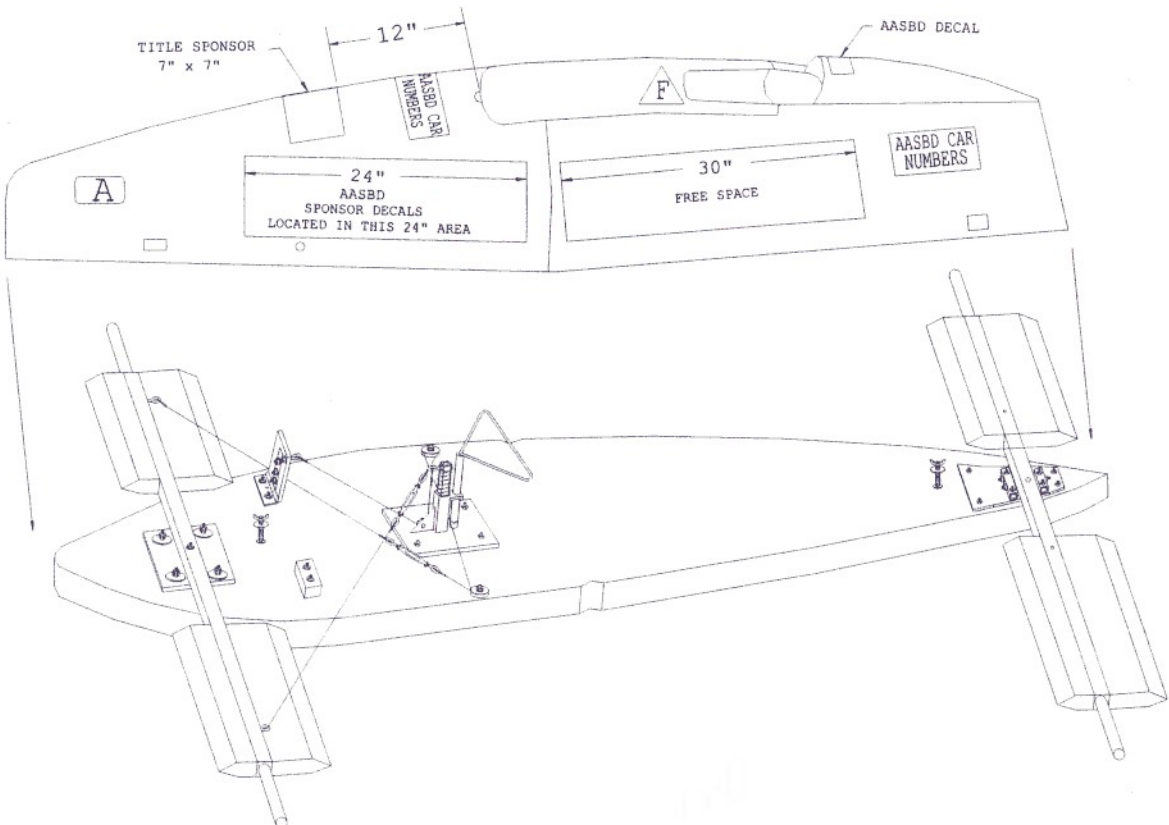 TITLE SPONSOR
7" x 7"
12"
AASBD DECAL
AASBD CAR
NUMBERS
F
AASBD CAR
NUMBERS
A
24"
AASBD
SPONSOR DECALS
LOCATED IN THIS 24" AREA
30"
FREE SPACE